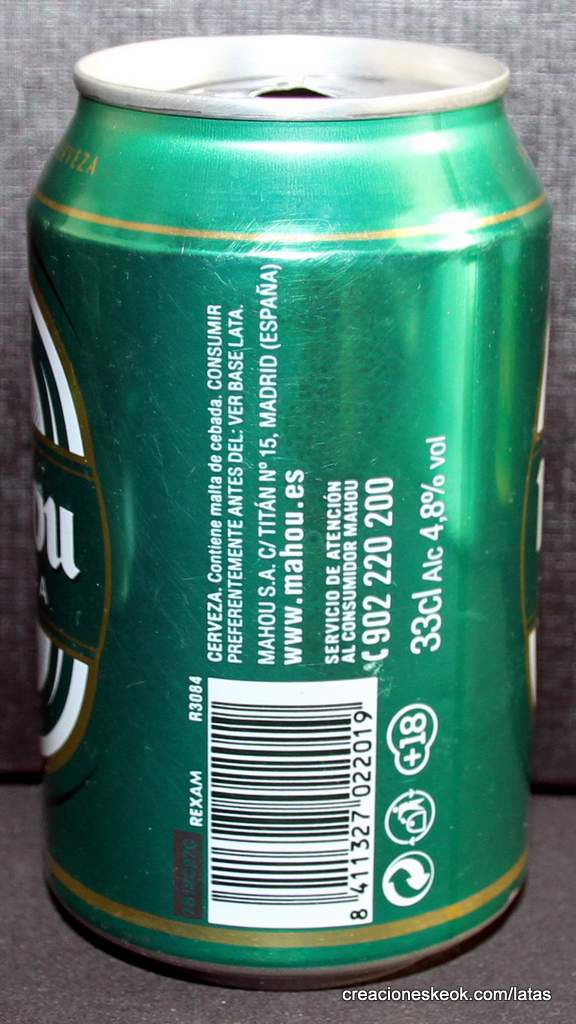 CERVEZA. Contiene malta de cebada. CONSUMIR
PREFERENTEMENTE ANTES DEL: VER BASE LATA.
MAHOU S.A. C/ TITÁN Nº 15, MADRID (ESPAÑA)
www.mahou.es
SERVICIO DE ATENCIÓN
AL CONSUMIDOR MAHOU
902 220 200
33cl Alc 4,8% vol
REXAM R3084
8 411327 022019
+18
creacioneskeok.com/latas